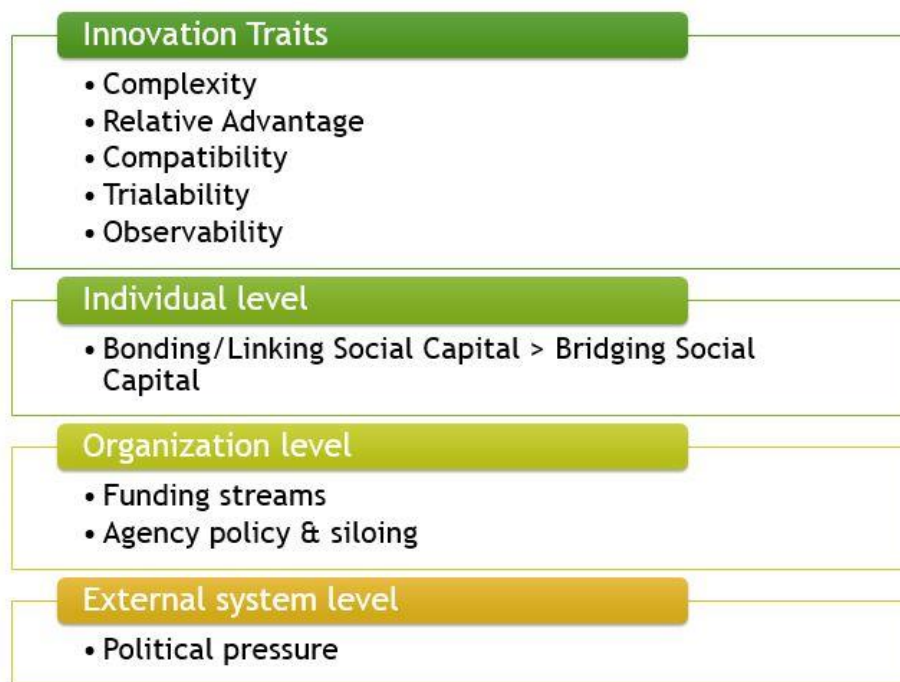 Innovation Traits
• Complexity
• Relative Advantage
• Compatibility
• Trialability
• Observability
Individual level
• Bonding/Linking Social Capital > Bridging Social
Capital
Organization level
• Funding streams
• Agency policy & siloing
External system level
• Political pressure